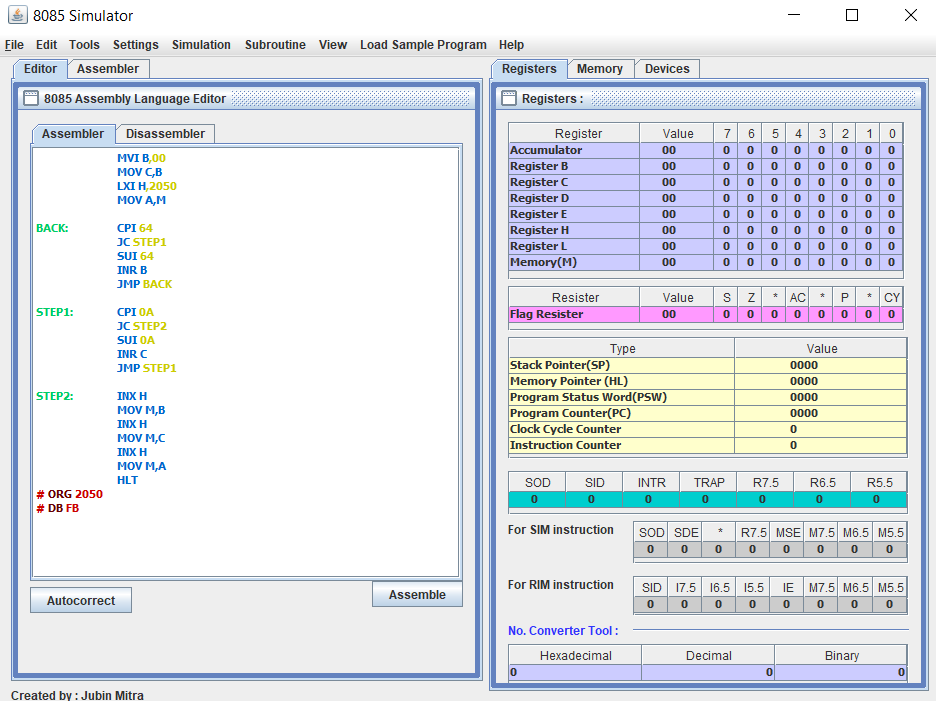 8085 Simulator
File Edit Tools Settings Simulation Subroutine View Load Sample Program Help
Editor Assembler
8085 Assembly Language Editor
Assembler Disassembler
MVI B,00
MOV C,B
LXI H,2050
MOV A,M
BACK: CPI 64
JC STEP1
SUI 64
INR B
JMP BACK
STEP1: CPI 0A
JC STEP2
SUI 0A
INR C
JMP STEP1
STEP2: INX H
MOV M,B
INX H
MOV M,C
INX H
MOV M,A
HLT
# ORG 2050
# DB FB
Autocorrect Assemble
Created by : Jubin Mitra
Registers Memory Devices
Registers :
Register Value 7 6 5 4 3 2 1 0
Accumulator 00 0 0 0 0 0 0 0 0
Register B 00 0 0 0 0 0 0 0 0
Register C 00 0 0 0 0 0 0 0 0
Register D 00 0 0 0 0 0 0 0 0
Register E 00 0 0 0 0 0 0 0 0
Register H 00 0 0 0 0 0 0 0 0
Register L 00 0 0 0 0 0 0 0 0
Memory(M) 00 0 0 0 0 0 0 0 0
Resister Value S Z * AC * P * CY
Flag Resister 00 0 0 0 0 0 0 0 0
Type Value
Stack Pointer(SP) 0000
Memory Pointer (HL) 0000
Program Status Word(PSW) 0000
Program Counter(PC) 0000
Clock Cycle Counter 0
Instruction Counter 0
SOD SID INTR TRAP R7.5 R6.5 R5.5
0 0 0 0 0 0 0
For SIM instruction
SOD SDE * R7.5 MSE M7.5 M6.5 M5.5
0 0 0 0 0 0 0 0
For RIM instruction
SID I7.5 I6.5 I5.5 IE M7.5 M6.5 M5.5
0 0 0 0 0 0 0 0
No. Converter Tool :
Hexadecimal Decimal Binary
0 0 0